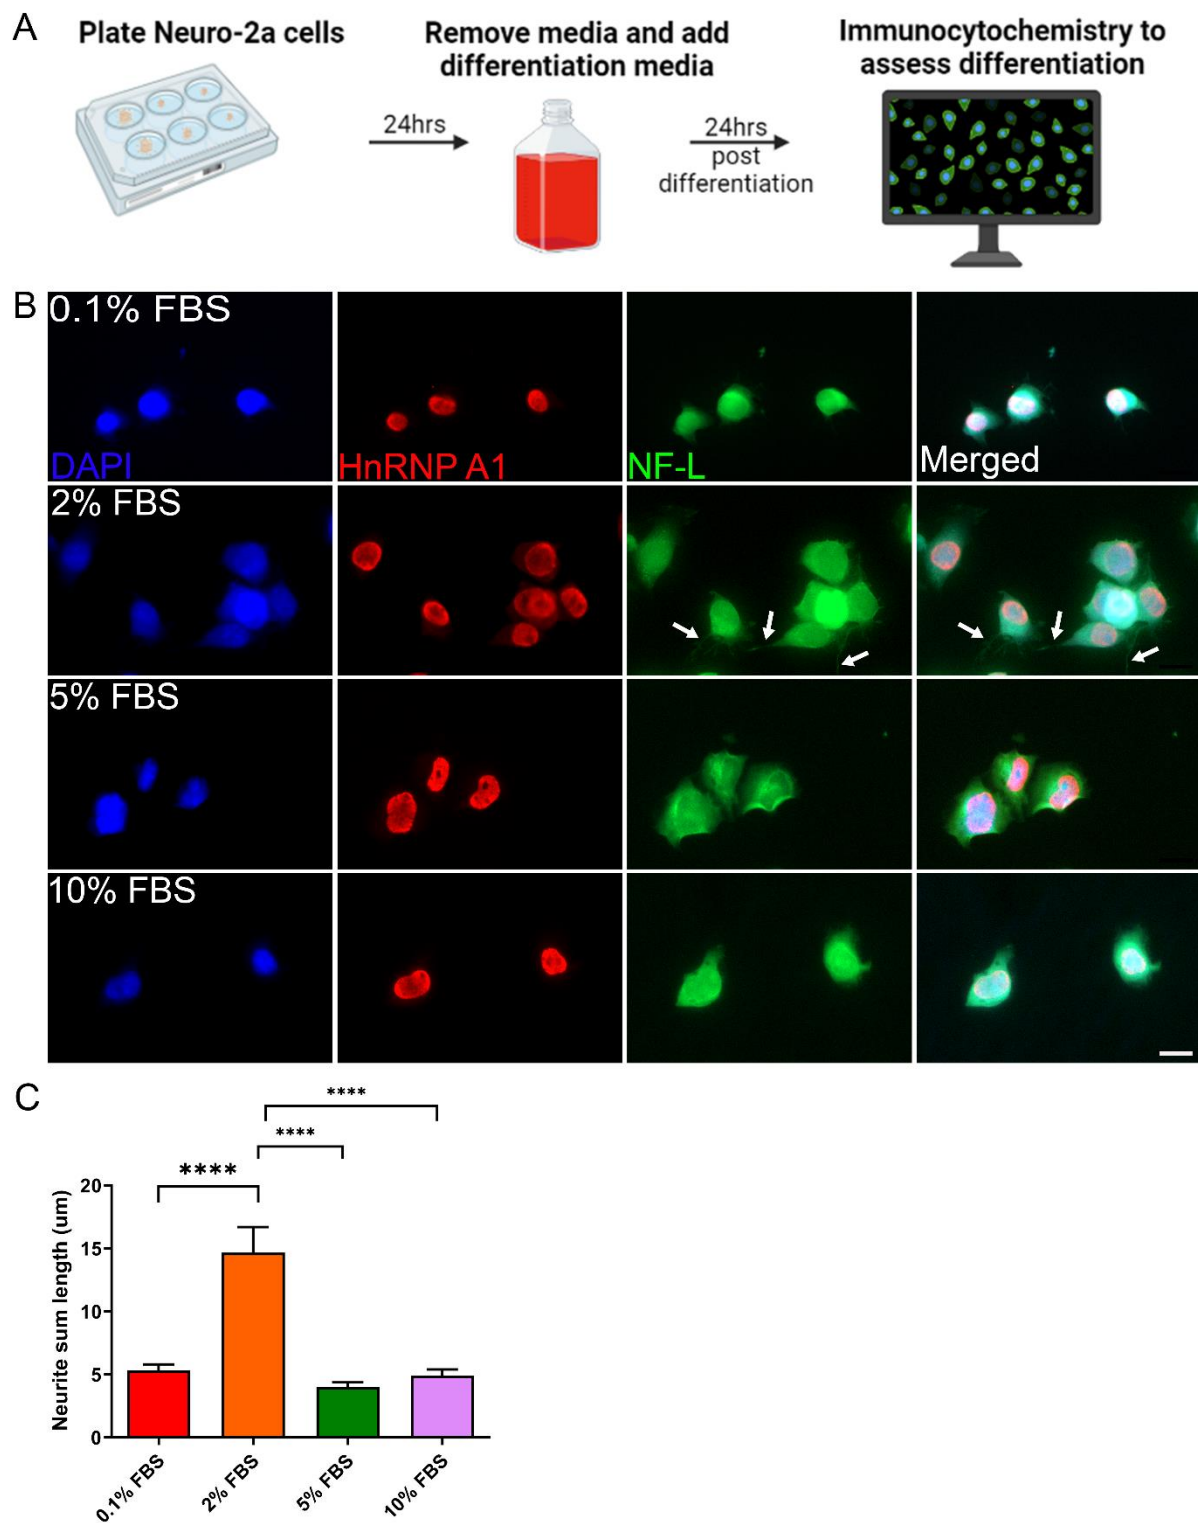 A
Plate Neuro-2a cells
24hrs
Remove media and add
differentiation media
24hrs
post
differentiation
Immunocytochemistry to
assess differentiation
B
0.1% FBS
DAPI
HnRNP A1
NF-L
Merged
2% FBS
5% FBS
10% FBS
C
****
****
****
Neurite sum length (um)
20
15
10
5
0
0.1% FBS
2% FBS
5% FBS
10% FBS